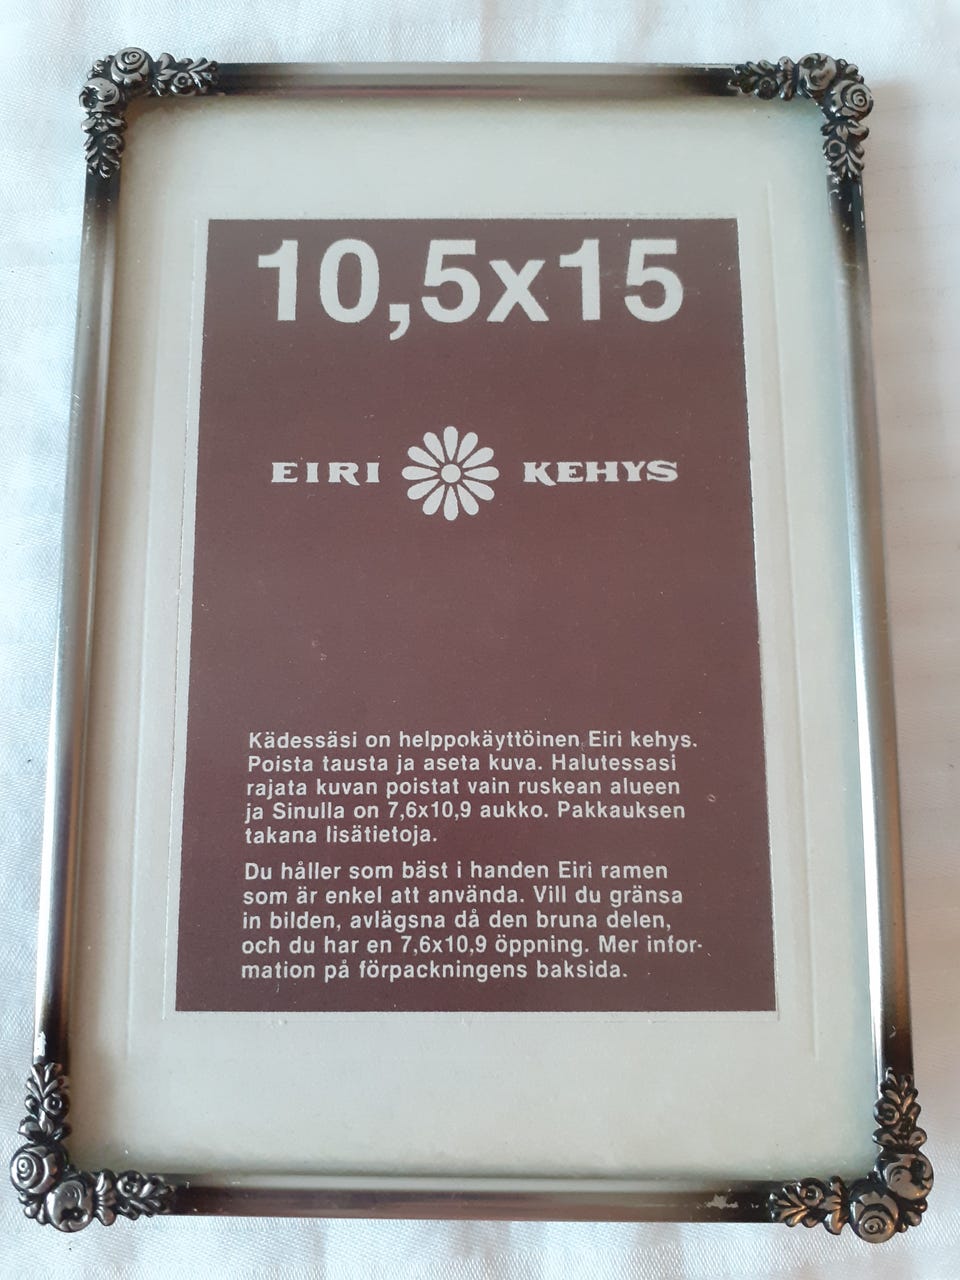 10,5x15
EIRI KEHYS
Kädessäsi on helppokäyttöinen Eiri kehys.
Poista tausta ja aseta kuva. Halutessasi
rajata kuvan poistat vain ruskean alueen
ja Sinulla on 7,6x10,9 aukko. Pakkauksen
takana lisätietoja.
Du håller som bäst i handen Eiri ramen
som är enkel att använda. Vill du gränsa
in bilden, avlägsna då den bruna delen,
och du har en 7,6x10,9 öppning. Mer infor-
mation på förpackningens baksida.